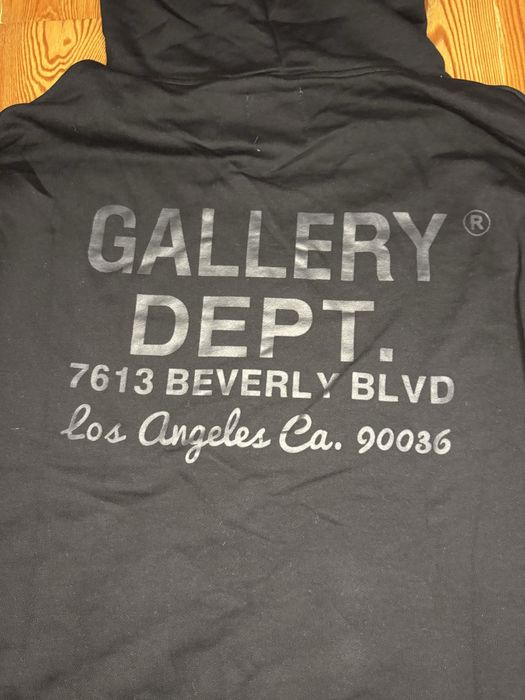 GALLERY®
DEPT.
7613 BEVERLY BLVD
Los Angeles Ca. 90036